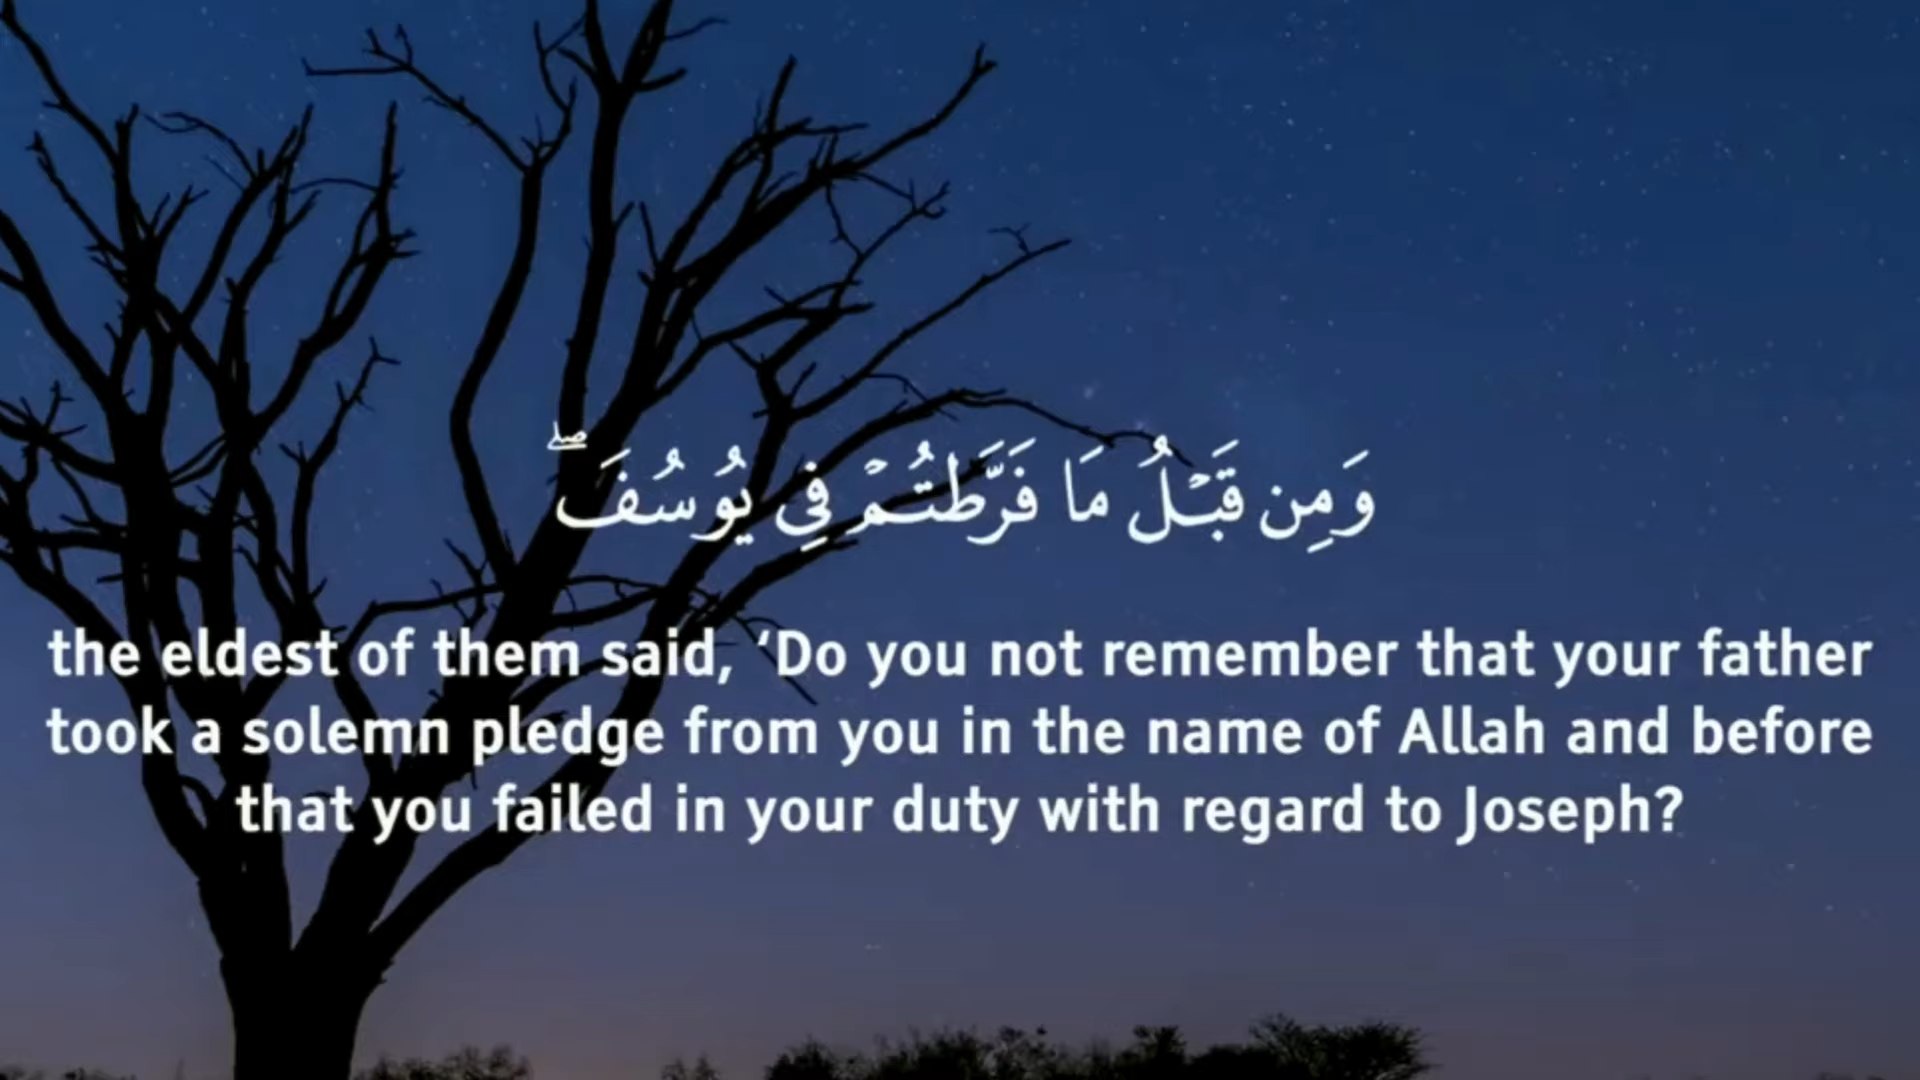 وَمِن قَبْلُ مَا فَرَّطتُمْ فِي يُوسُفَ ۖ
the eldest of them said, ‘Do you not remember that your father
took a solemn pledge from you in the name of Allah and before
that you failed in your duty with regard to Joseph?